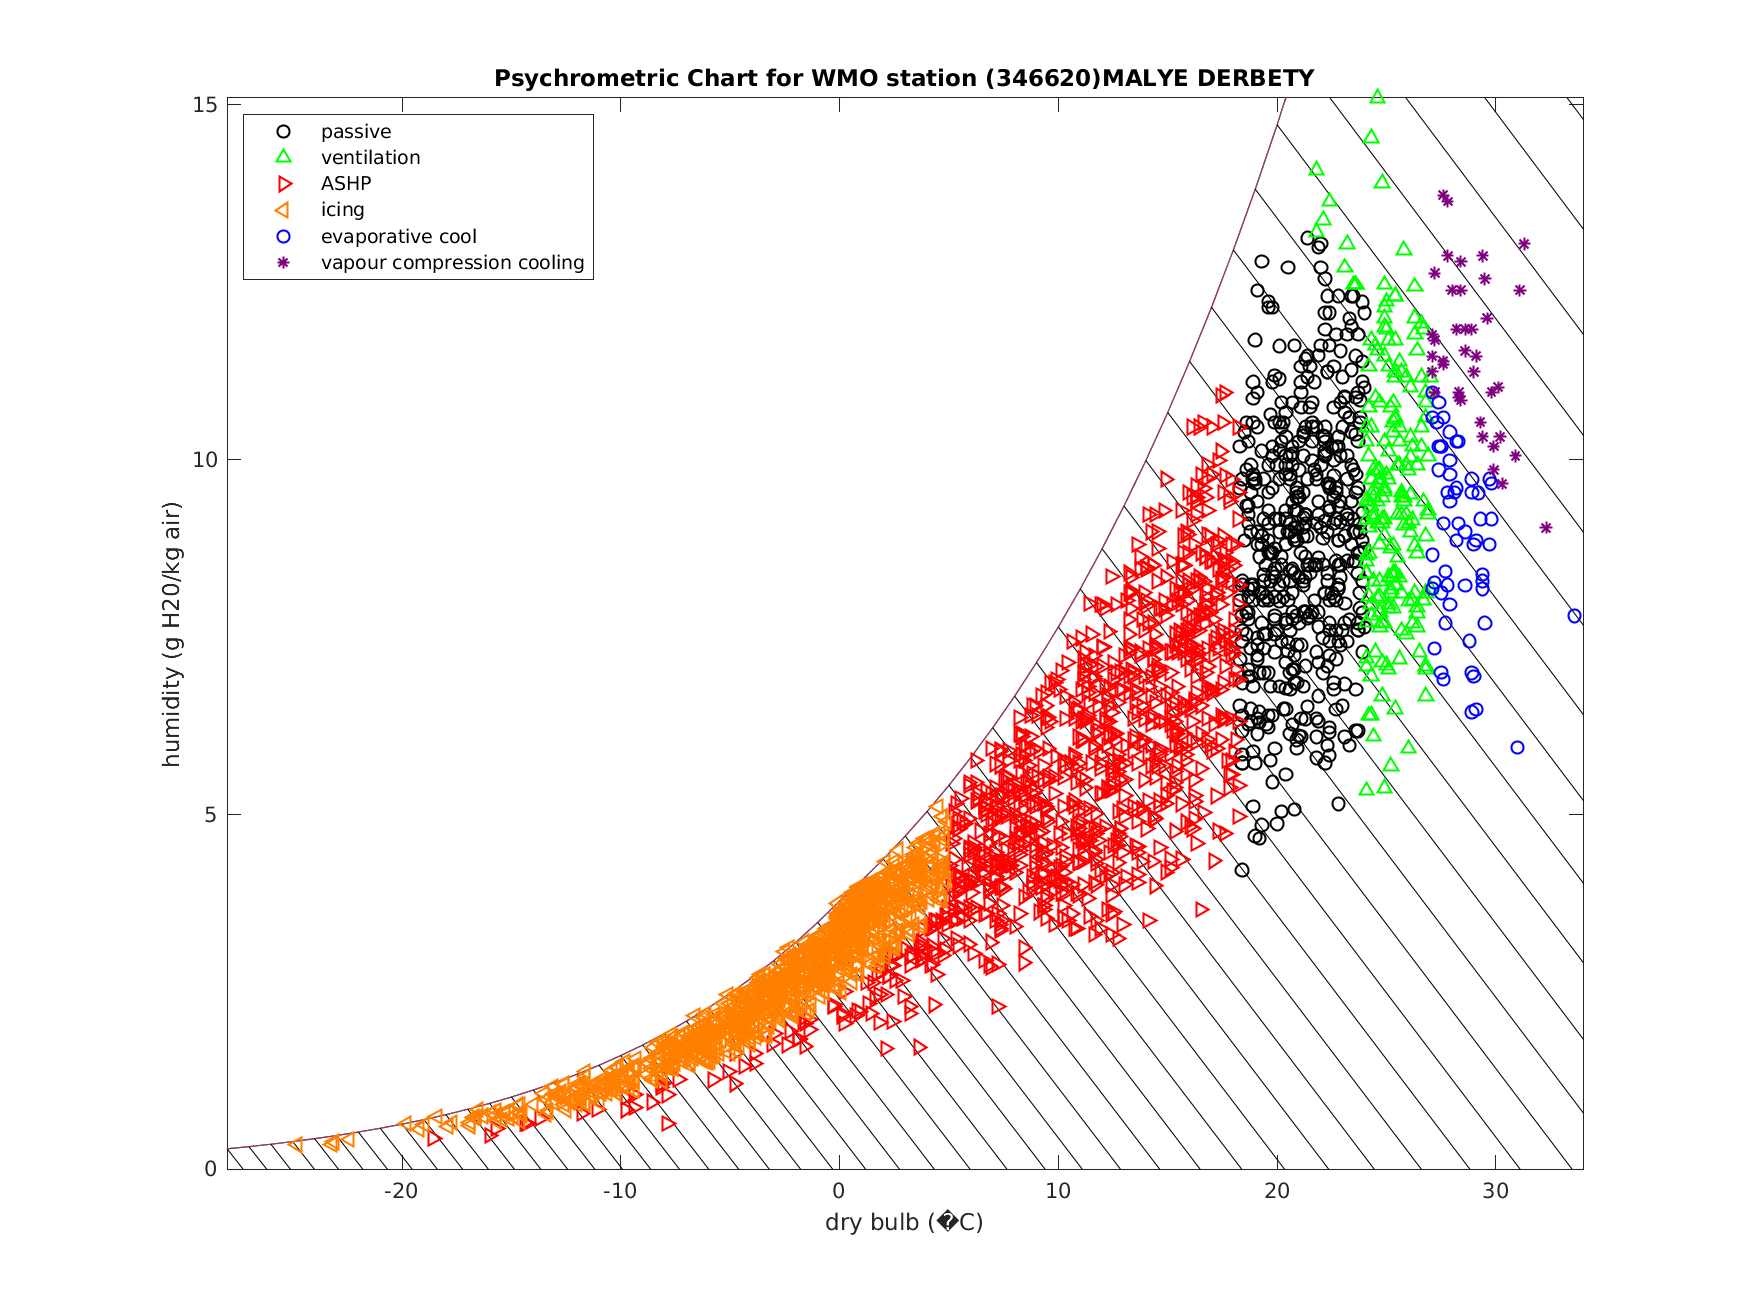 Psychrometric Chart for WMO station (346620)MALYE DERBETY
passive
ventilation
ASHP
icing
evaporative cool
vapour compression cooling
15
10
5
0
humidity (g H20/kg air)
-20 -10 0 10 20 30
dry bulb (�C)